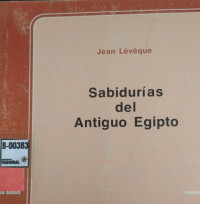 Jean Lévêque
Sabidurías
del
Antiguo Egipto
B-00383